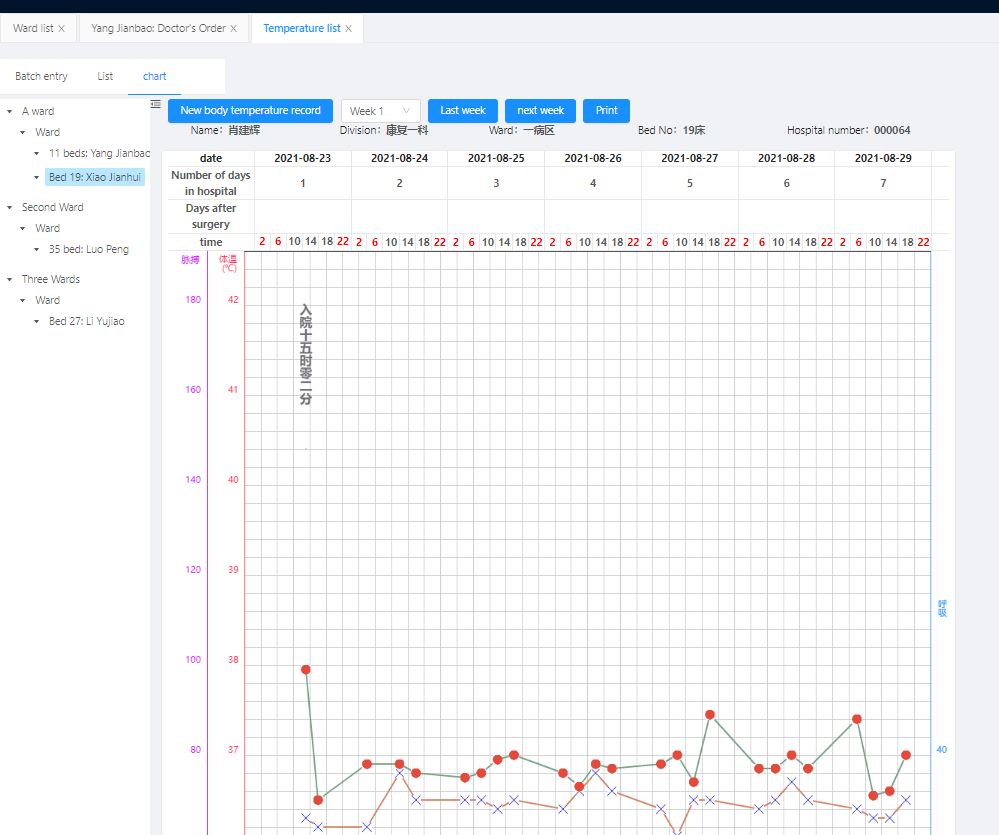 Ward list ×
Yang Jianbao: Doctor's Order ×
Temperature list ×
Batch entry
List
chart
A ward
Ward
11 beds: Yang Jianbao
Bed 19: Xiao Jianhui
Second Ward
Ward
35 bed: Luo Peng
Three Wards
Ward
Bed 27: Li Yujiao
New body temperature record
Week 1
Last week
next week
Print
Name: 肖建辉 Division: 康复一科 Ward: 一病区 Bed No: 19床 Hospital number: 000064
date 2021-08-23 2021-08-24 2021-08-25 2021-08-26 2021-08-27 2021-08-28 2021-08-29
Number of days
in hospital
1 2 3 4 5 6 7
Days after
surgery
time 2 6 10 14 18 22 2 6 10 14 18 22 2 6 10 14 18 22 2 6 10 14 18 22 2 6 10 14 18 22 2 6 10 14 18 22 2 6 10 14 18 22
脉搏
体温
(℃)
180 42
入院十五时零二分
160 41
140 40
120 39
呼吸
100 38
80 37 40